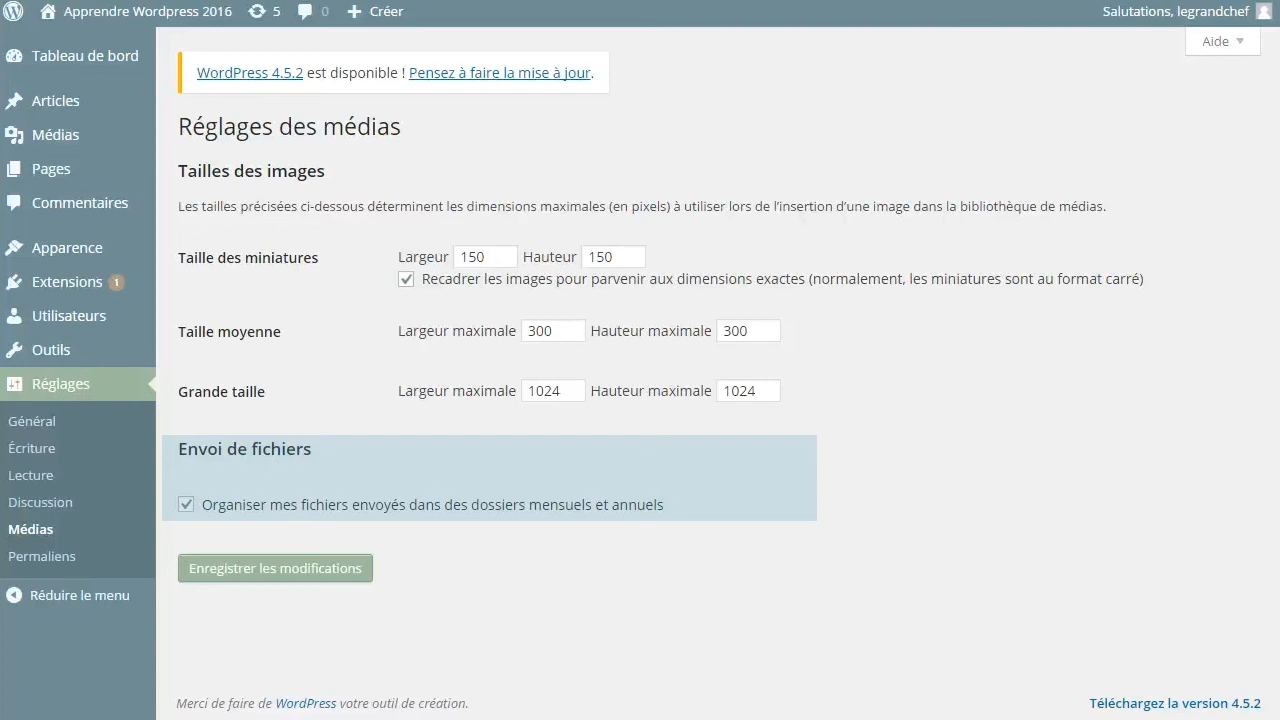 Apprendre Wordpress 2016 5 0 Créer Salutations, legrandchef
Aide
Tableau de bord
Articles
Médias
Pages
Commentaires
Apparence
Extensions 1
Utilisateurs
Outils
Réglages
Général
Écriture
Lecture
Discussion
Médias
Permaliens
Réduire le menu
WordPress 4.5.2 est disponible ! Pensez à faire la mise à jour.
Réglages des médias
Tailles des images
Les tailles précisées ci-dessous déterminent les dimensions maximales (en pixels) à utiliser lors de l’insertion d’une image dans la bibliothèque de médias.
Taille des miniatures Largeur 150 Hauteur 150
Recadrer les images pour parvenir aux dimensions exactes (normalement, les miniatures sont au format carré)
Taille moyenne Largeur maximale 300 Hauteur maximale 300
Grande taille Largeur maximale 1024 Hauteur maximale 1024
Envoi de fichiers
Organiser mes fichiers envoyés dans des dossiers mensuels et annuels
Enregistrer les modifications
Merci de faire de WordPress votre outil de création. Téléchargez la version 4.5.2